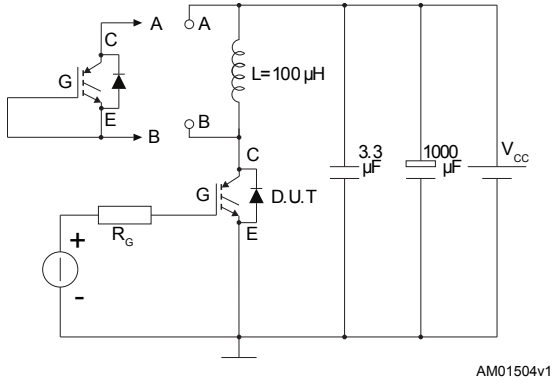 A
A
C
G
L=100 µH
E
B
B
C
3.3
µF
1000
µF
V CC
G
D.U.T
R G
E
+
-
AM01504v1